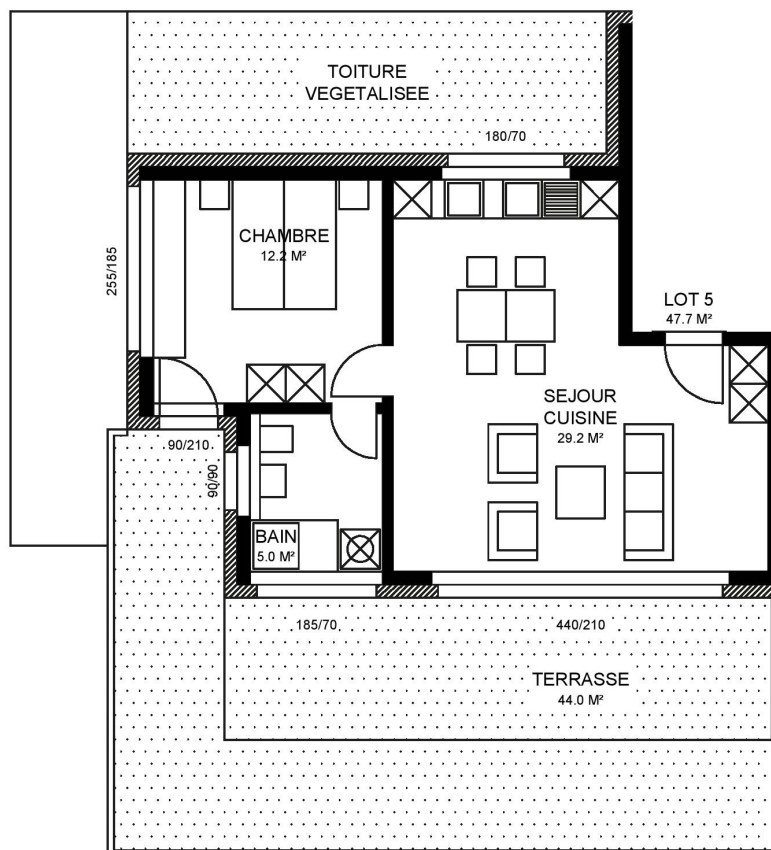 TOITURE
VEGETALISEE
180/70
CHAMBRE
12.2 M²
255/185
LOT 5
47.7 M²
SEJOUR
CUISINE
29.2 M²
90/210
90/90
BAIN
5.0 M²
185/70
440/210
TERRASSE
44.0 M²